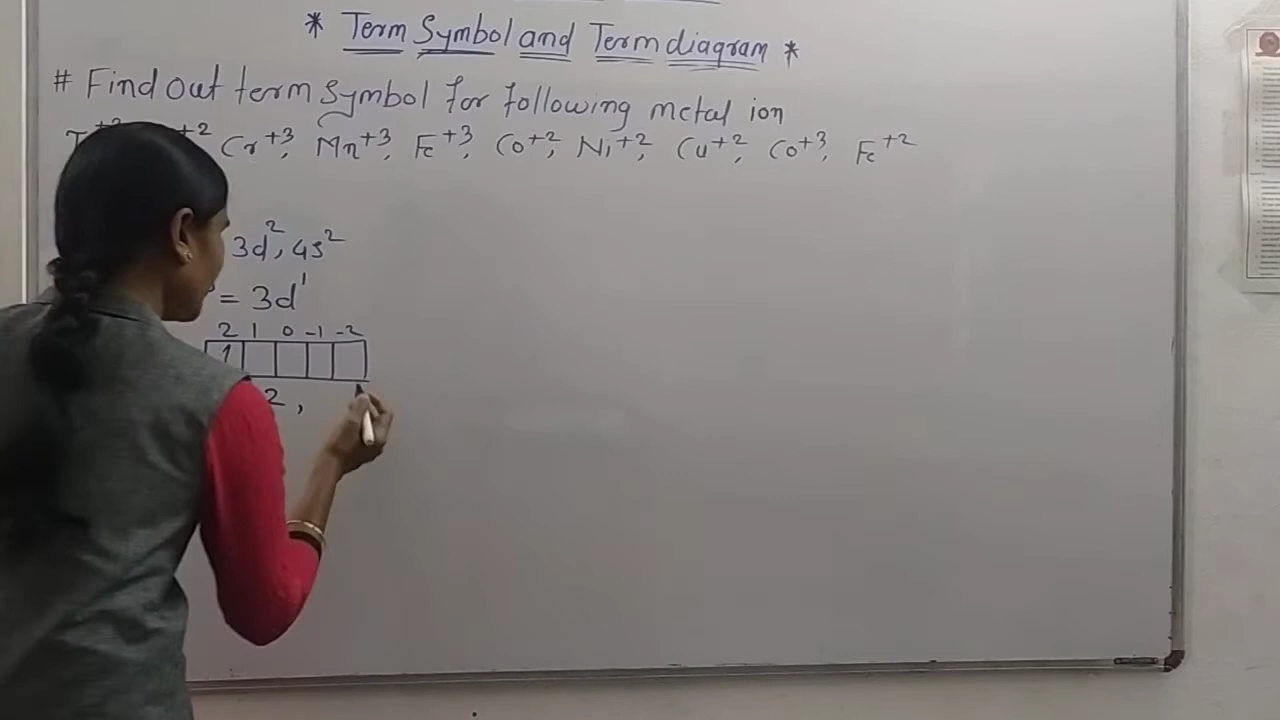 * Term Symbol and Term diagram *
# Find Out term Symbol for following metal ion
+2 Cr+3, Mn+3, Fe+3, Co+2, Ni+2, Cu+2, Co+3, Fe+2
3d2, 4s2
= 3d1
2 1 0 -1 -2
1
2,